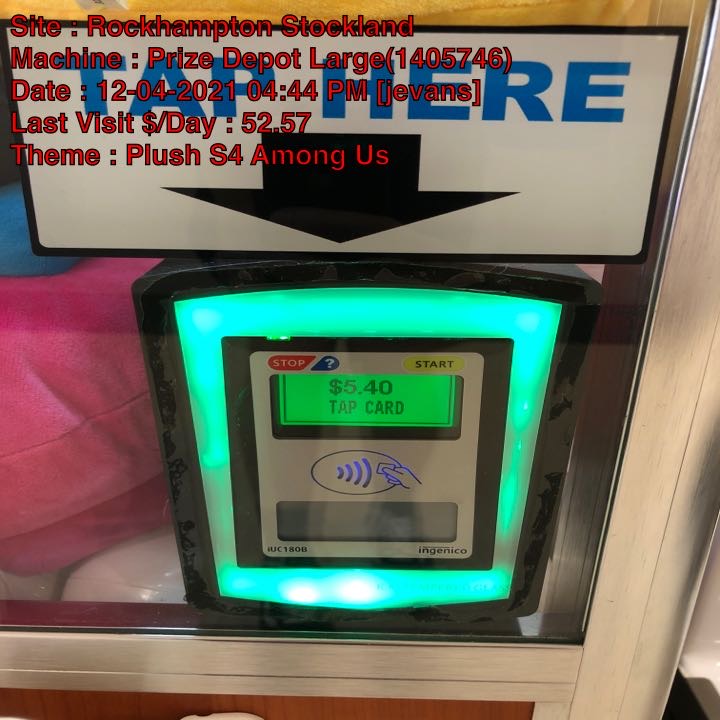 Site : Rockhampton Stockland
Machine : Prize Depot Large(1405746)
Date : 12-04-2021 04:44 PM [jevans]
Last Visit $/Day : 52.57
Theme : Plush S4 Among Us
TAP HERE
STOP ? START
$5.40
TAP CARD
iUC180B ingenico